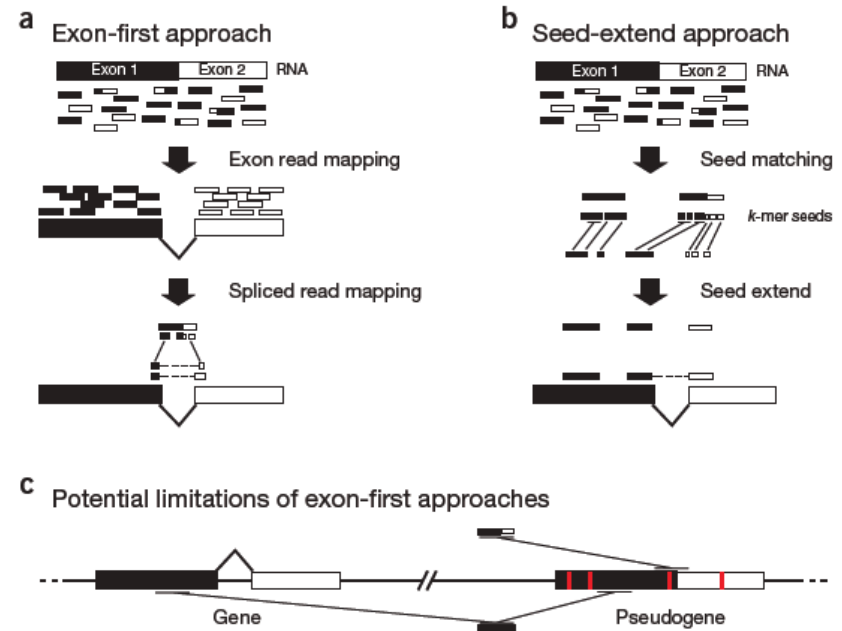 a Exon-first approach
Exon 1 Exon 2 RNA
Exon read mapping
Spliced read mapping
b Seed-extend approach
Exon 1 Exon 2 RNA
Seed matching
k-mer seeds
Seed extend
c Potential limitations of exon-first approaches
Gene Pseudogene